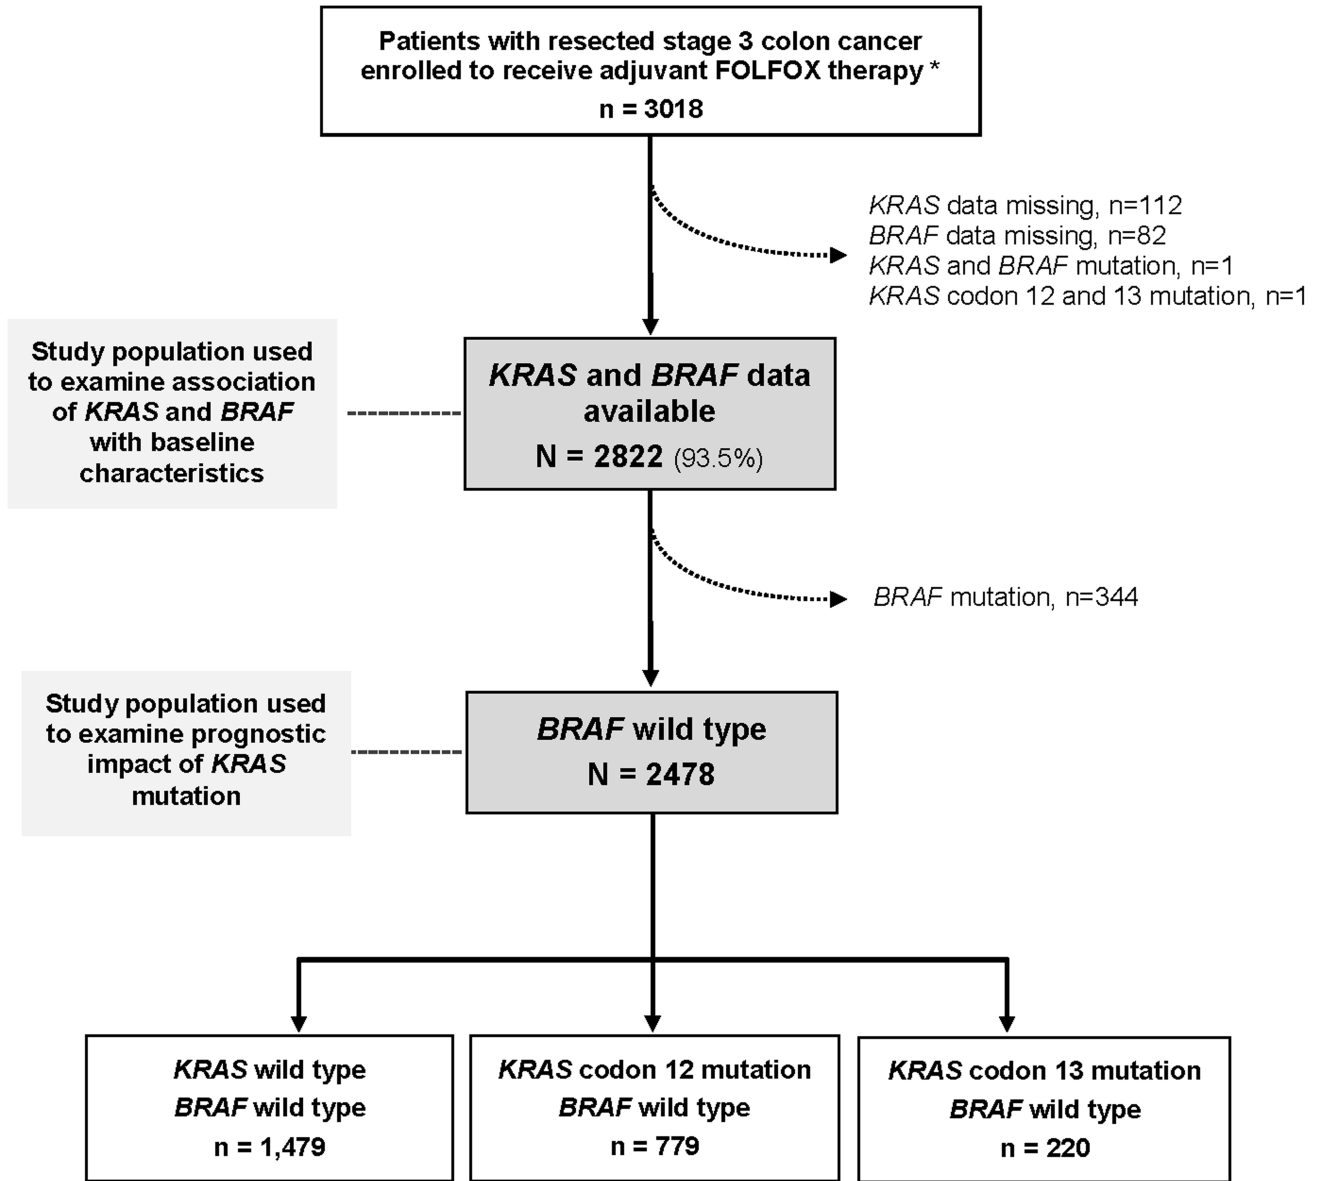 Patients with resected stage 3 colon cancer
enrolled to receive adjuvant FOLFOX therapy *
n = 3018
KRAS data missing, n=112
BRAF data missing, n=82
KRAS and BRAF mutation, n=1
KRAS codon 12 and 13 mutation, n=1
Study population used
to examine association
of KRAS and BRAF
with baseline
characteristics
KRAS and BRAF data
available
N = 2822 (93.5%)
BRAF mutation, n=344
Study population used
to examine prognostic
impact of KRAS
mutation
BRAF wild type
N = 2478
KRAS wild type
BRAF wild type
n = 1,479
KRAS codon 12 mutation
BRAF wild type
n = 779
KRAS codon 13 mutation
BRAF wild type
n = 220